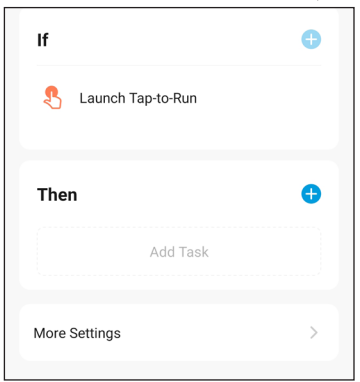 If
Launch Tap-to-Run
Then
Add Task
More Settings